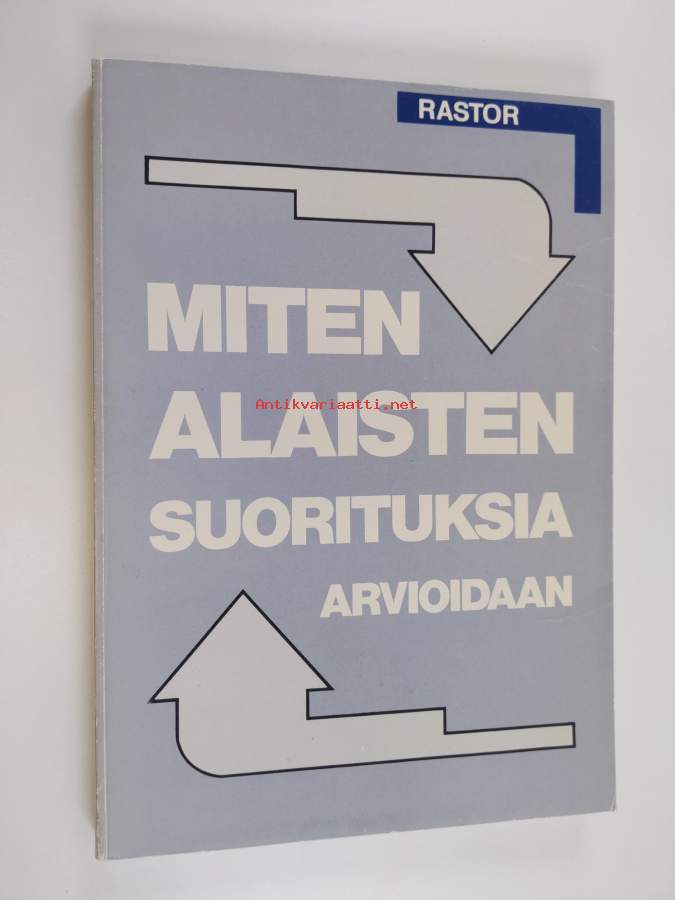 RASTOR
MITEN
Antikvariaatti.net
ALAISTEN
SUORITUKSIA
ARVIOIDAAN